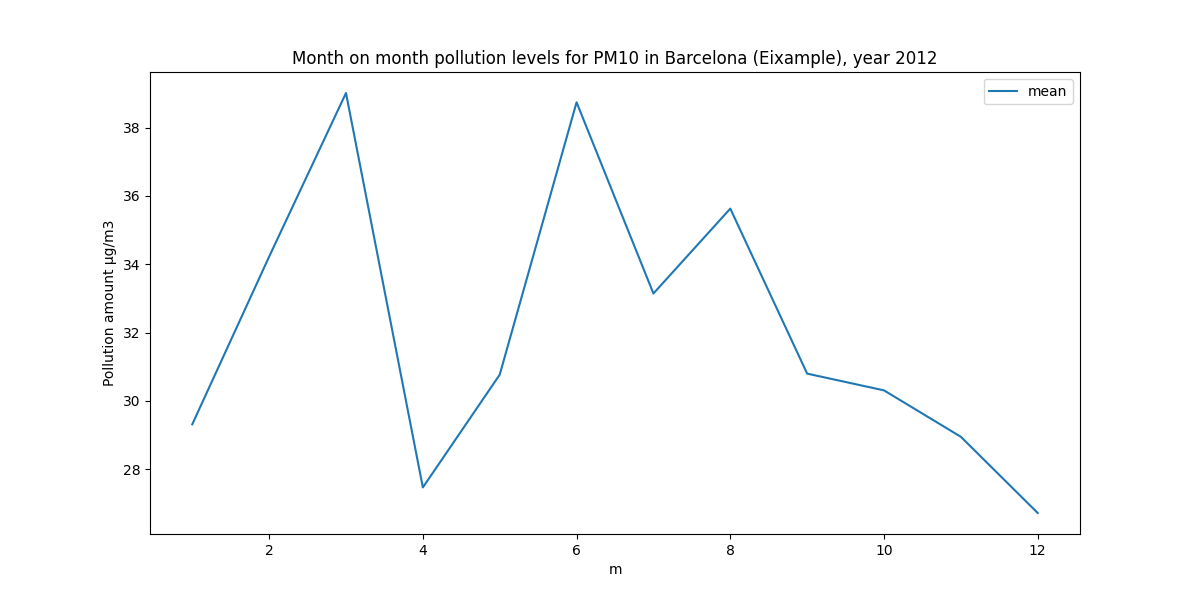 Month on month pollution levels for PM10 in Barcelona (Eixample), year 2012
mean
Pollution amount µg/m3
38
36
34
32
30
28
2 4 6 8 10 12
m